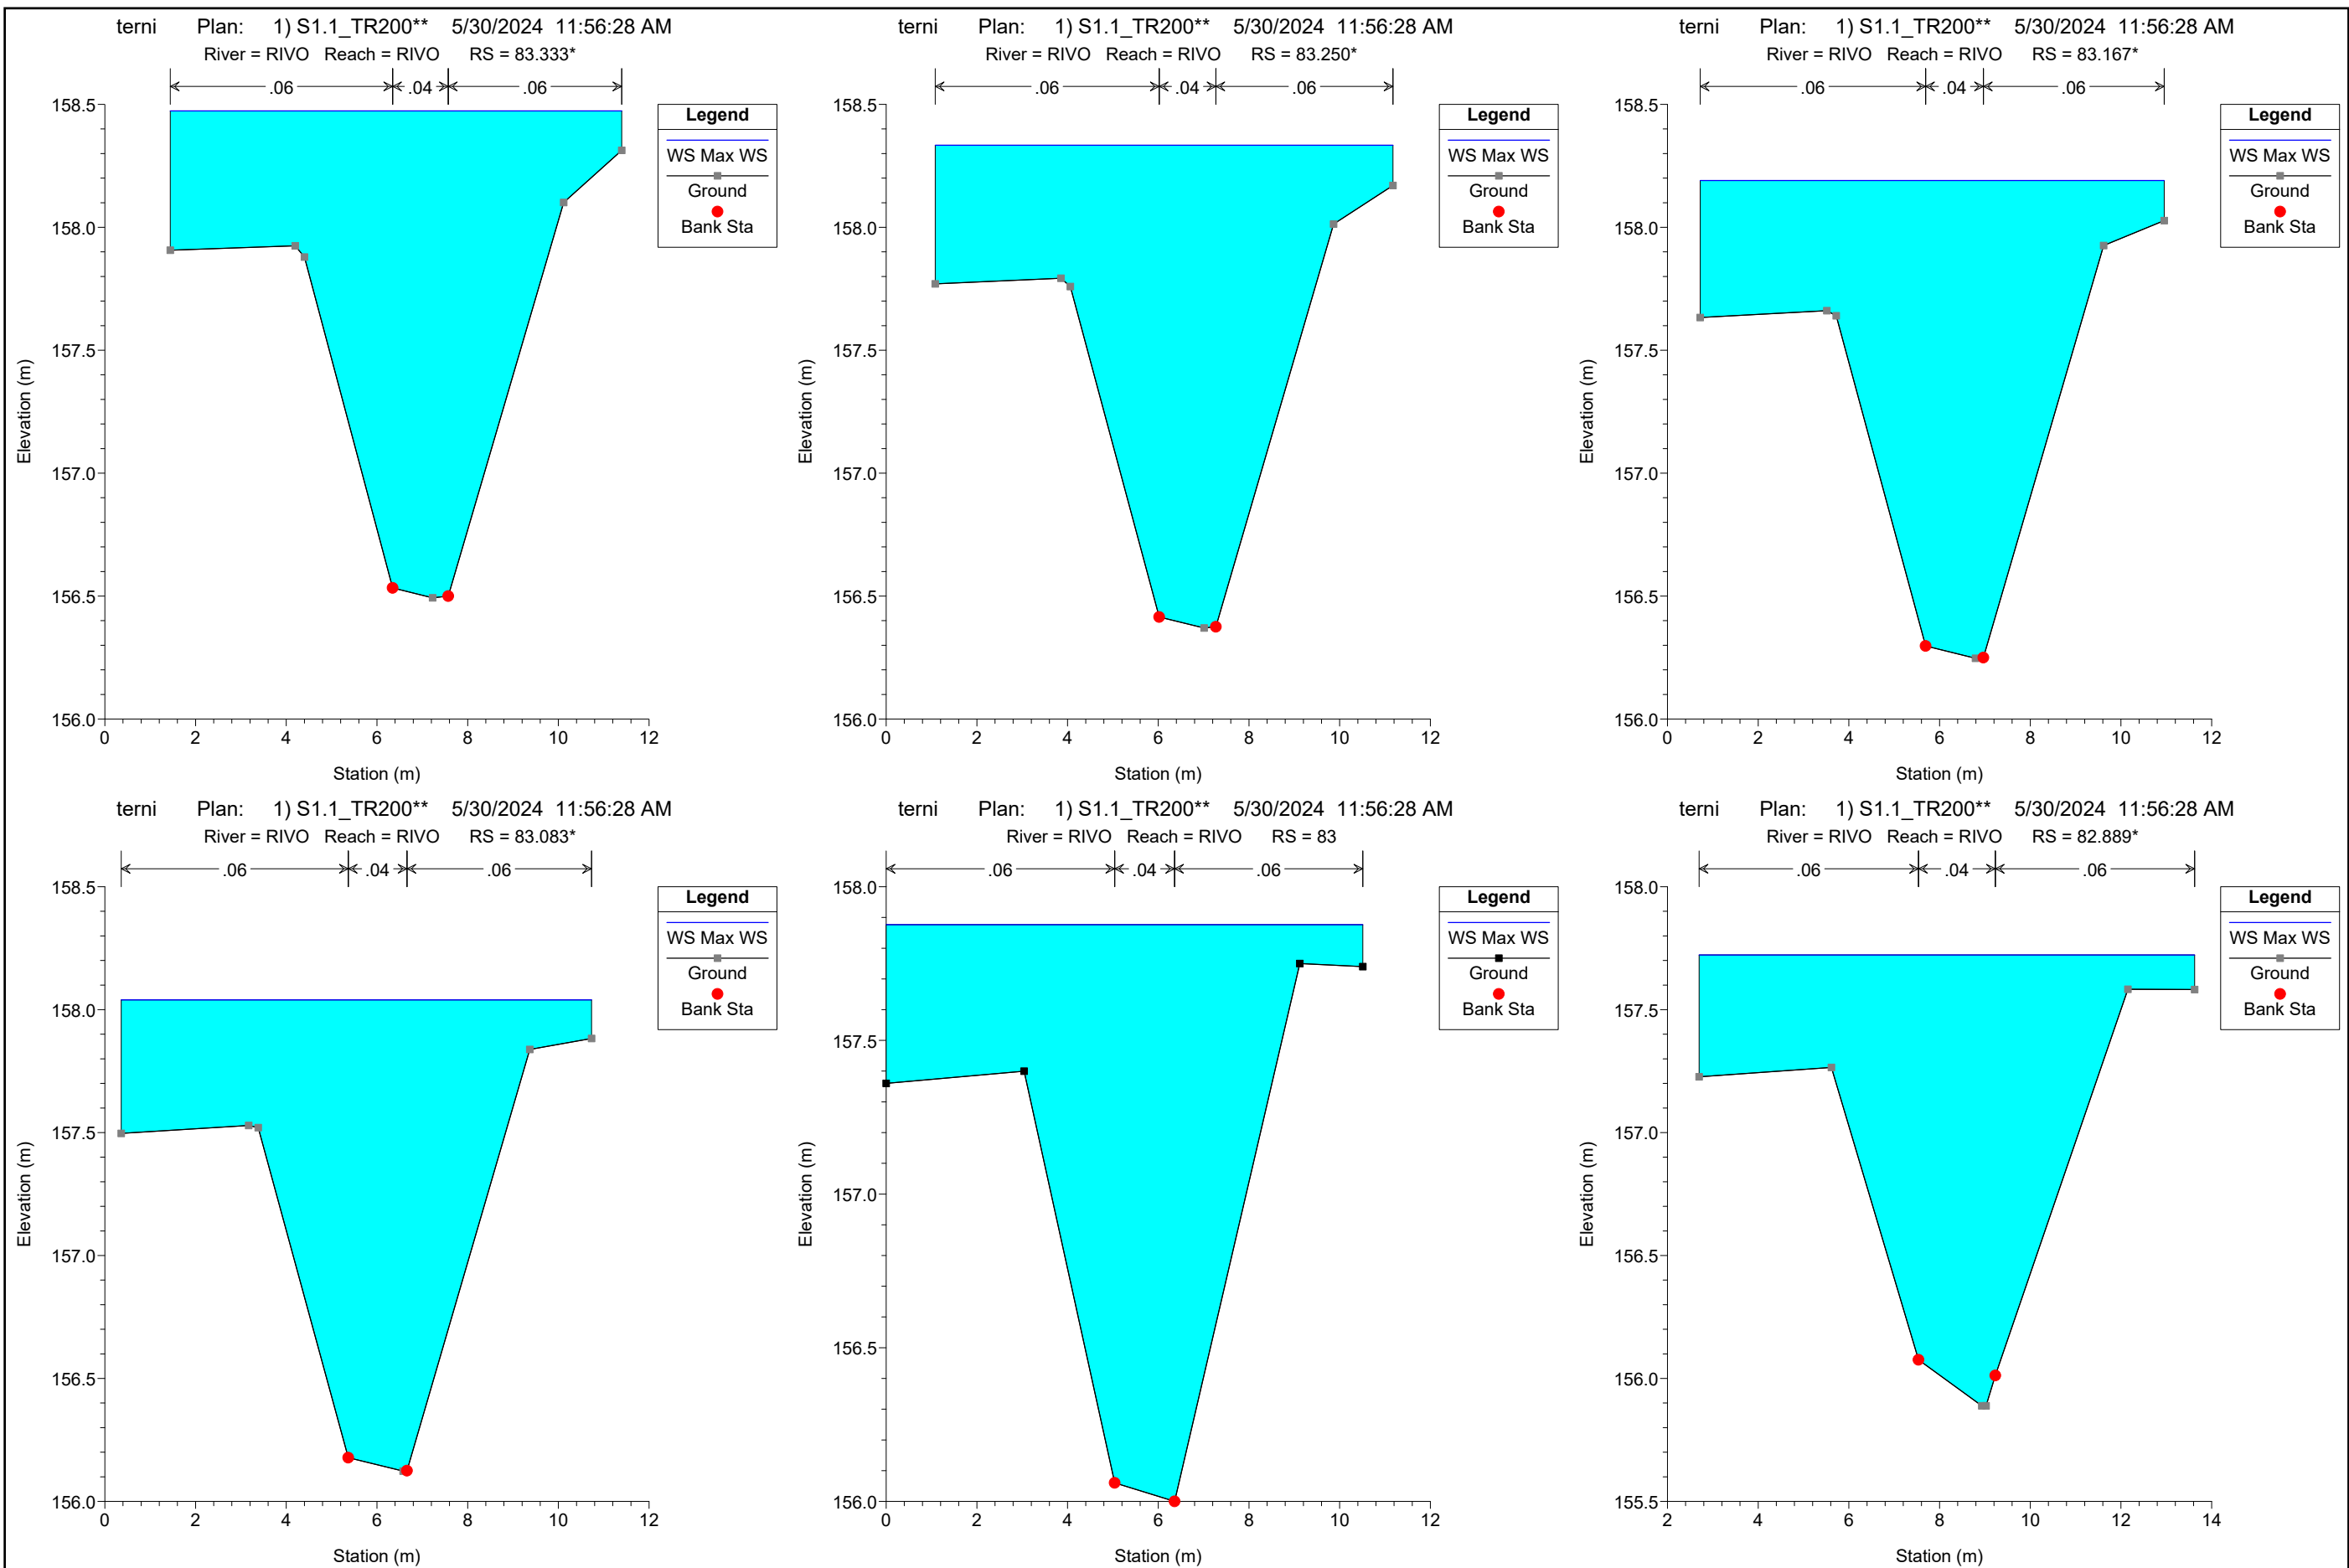 terni Plan: 1) S1.1_TR200** 5/30/2024 11:56:28 AM
River = RIVO Reach = RIVO RS = 83.333*
.06 .04 .06
Legend
WS Max WS
Ground
Bank Sta
158.5
158.0
157.5
157.0
156.5
156.0
Elevation (m)
0 2 4 6 8 10 12
Station (m)
terni Plan: 1) S1.1_TR200** 5/30/2024 11:56:28 AM
River = RIVO Reach = RIVO RS = 83.250*
.06 .04 .06
Legend
WS Max WS
Ground
Bank Sta
158.5
158.0
157.5
157.0
156.5
156.0
Elevation (m)
0 2 4 6 8 10 12
Station (m)
terni Plan: 1) S1.1_TR200** 5/30/2024 11:56:28 AM
River = RIVO Reach = RIVO RS = 83.167*
.06 .04 .06
Legend
WS Max WS
Ground
Bank Sta
158.5
158.0
157.5
157.0
156.5
156.0
Elevation (m)
0 2 4 6 8 10 12
Station (m)
terni Plan: 1) S1.1_TR200** 5/30/2024 11:56:28 AM
River = RIVO Reach = RIVO RS = 83.083*
.06 .04 .06
Legend
WS Max WS
Ground
Bank Sta
158.5
158.0
157.5
157.0
156.5
156.0
Elevation (m)
0 2 4 6 8 10 12
Station (m)
terni Plan: 1) S1.1_TR200** 5/30/2024 11:56:28 AM
River = RIVO Reach = RIVO RS = 83
.06 .04 .06
Legend
WS Max WS
Ground
Bank Sta
158.0
157.5
157.0
156.5
156.0
Elevation (m)
0 2 4 6 8 10 12
Station (m)
terni Plan: 1) S1.1_TR200** 5/30/2024 11:56:28 AM
River = RIVO Reach = RIVO RS = 82.889*
.06 .04 .06
Legend
WS Max WS
Ground
Bank Sta
158.0
157.5
157.0
156.5
156.0
155.5
Elevation (m)
2 4 6 8 10 12 14
Station (m)